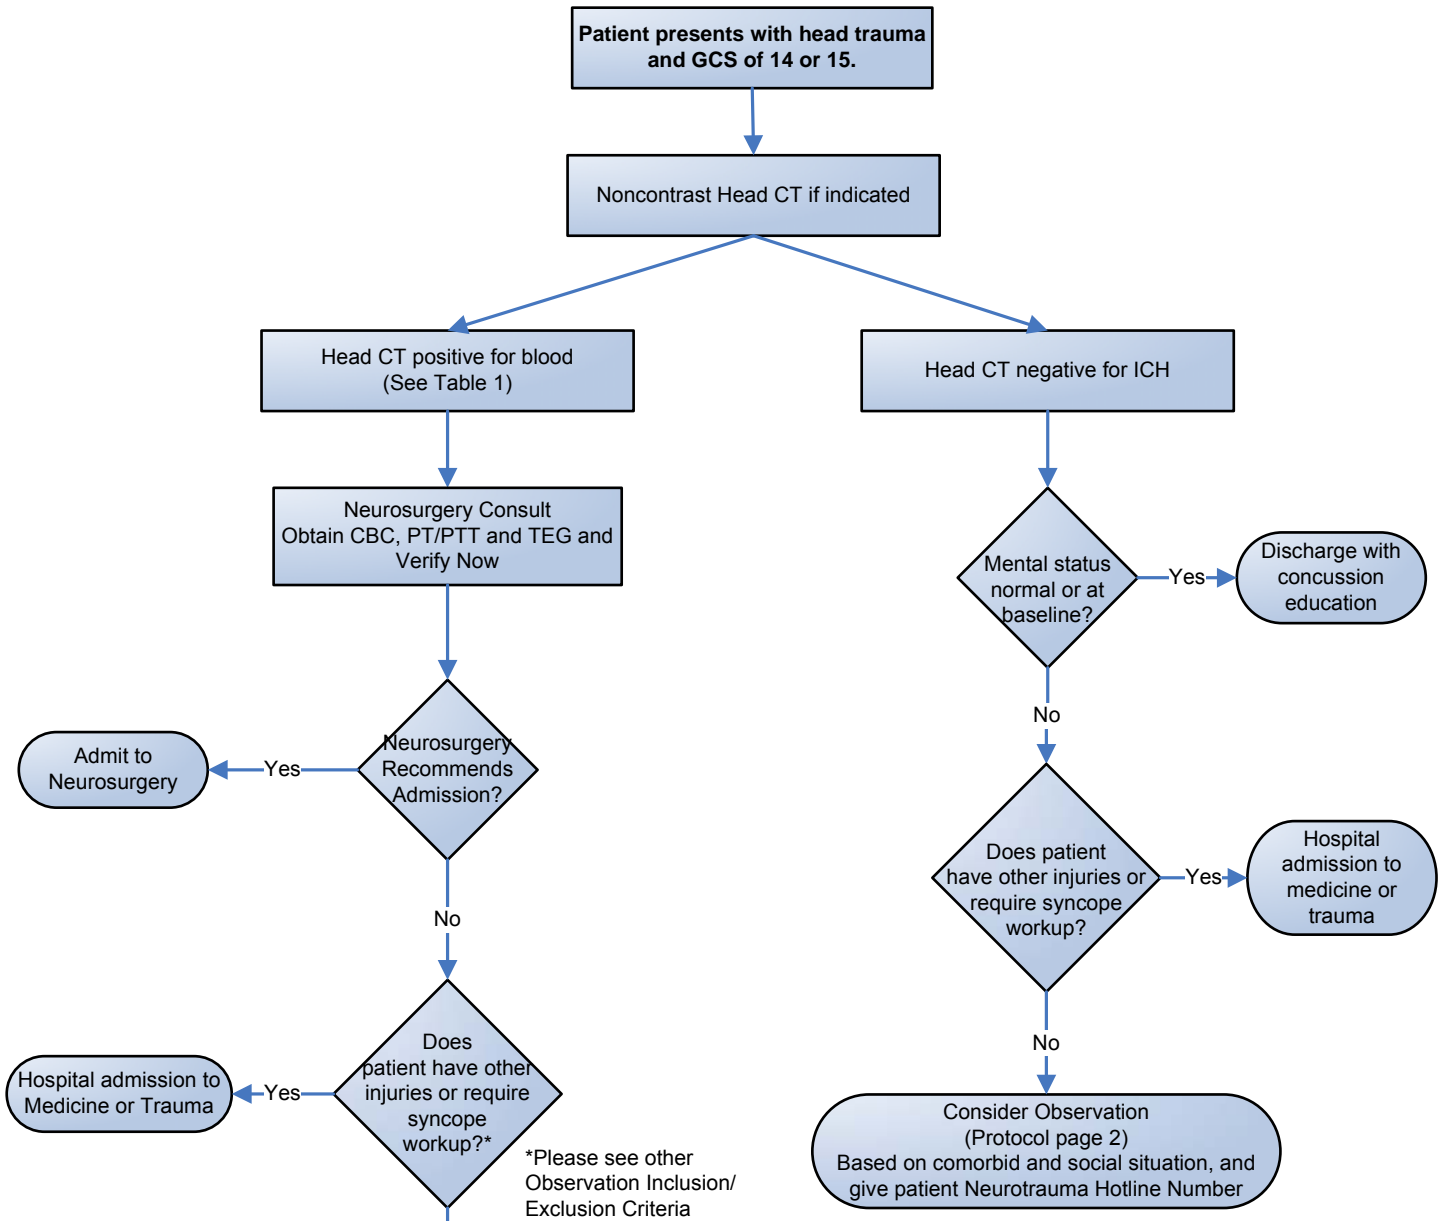 Patient presents with head trauma
and GCS of 14 or 15.
Noncontrast Head CT if indicated
Head CT positive for blood
(See Table 1)
Head CT negative for ICH
Neurosurgery Consult
Obtain CBC, PT/PTT and TEG and
Verify Now
Mental status
normal or at
baseline?
Yes
Discharge with
concussion
education
No
Neurosurgery
Recommends
Admission?
Yes
Admit to
Neurosurgery
No
Does patient
have other injuries or
require syncope
workup?
Yes
Hospital
admission to
medicine or
trauma
No
Does
patient have other
injuries or require
syncope
workup?*
Yes
Hospital admission to
Medicine or Trauma
*Please see other
Observation Inclusion/
Exclusion Criteria
Consider Observation
(Protocol page 2)
Based on comorbid and social situation, and
give patient Neurotrauma Hotline Number